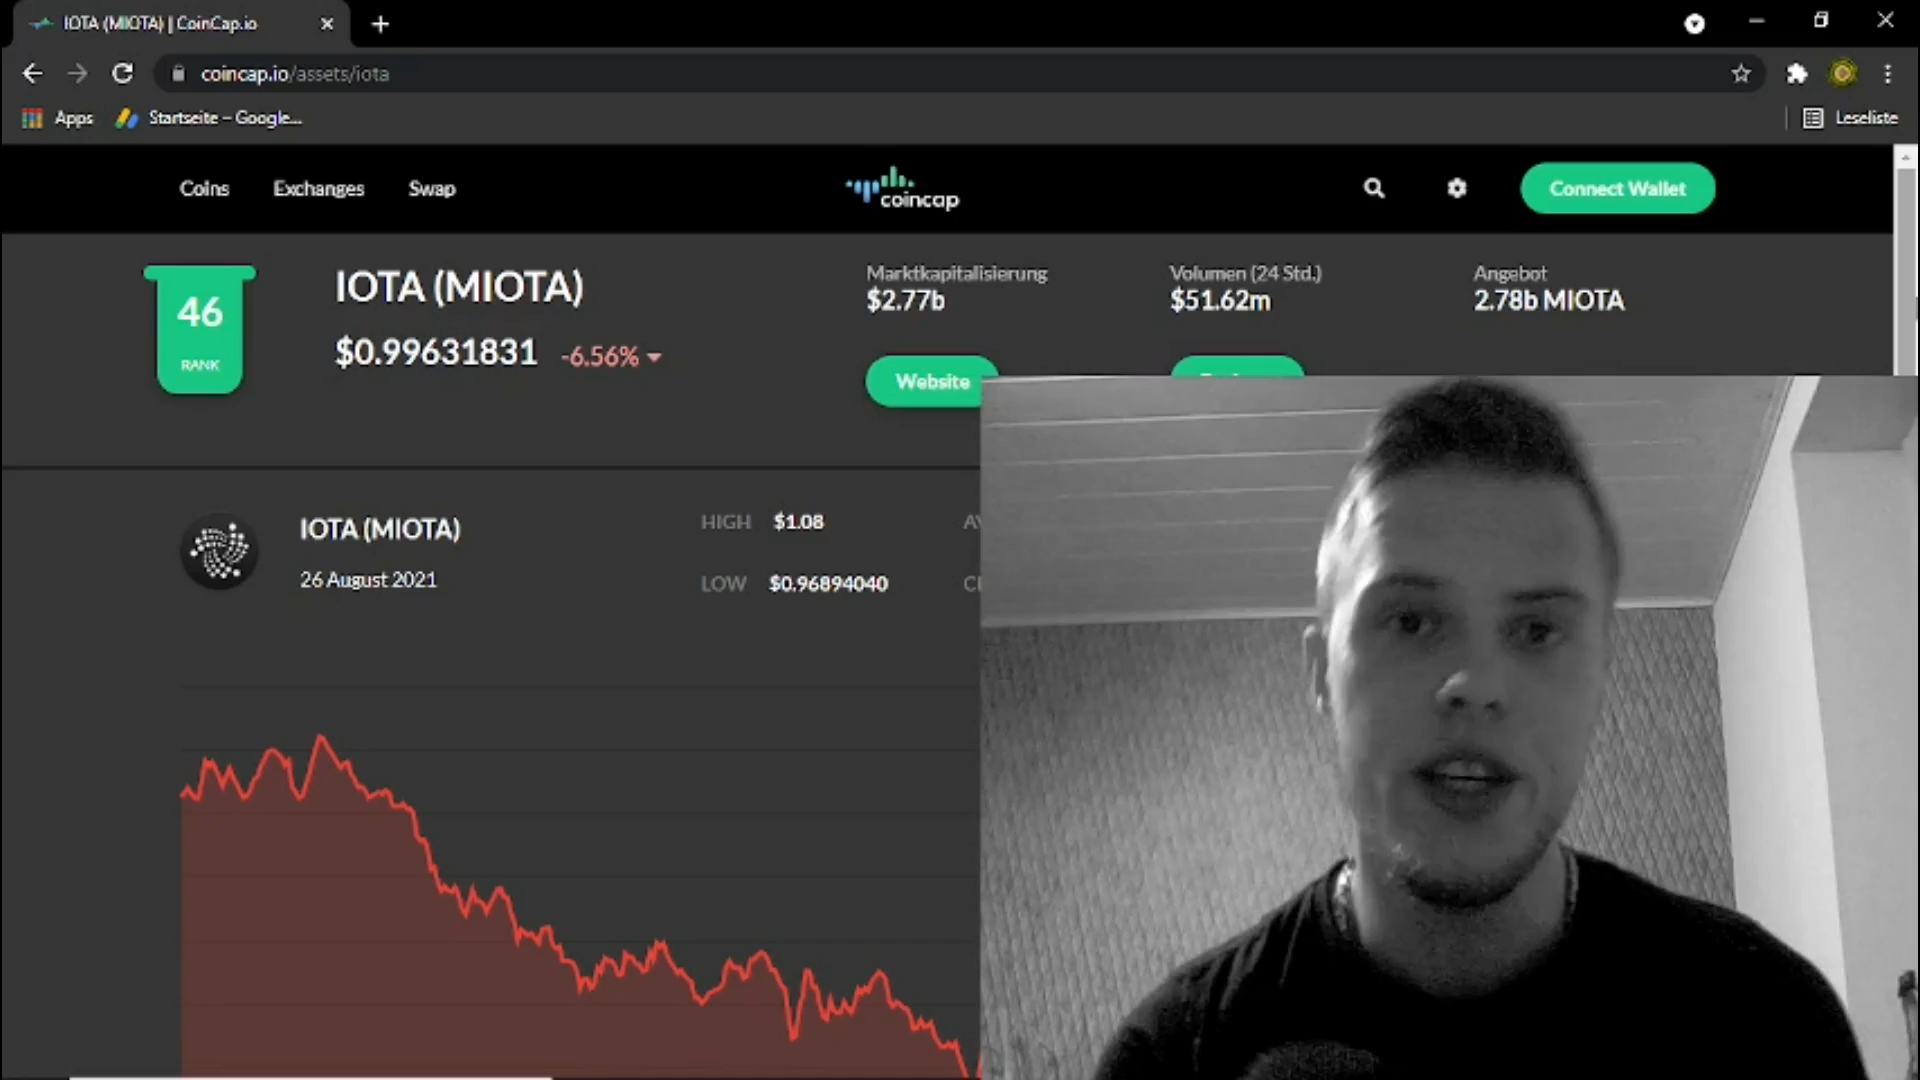 IOTA (MIOTA) | CoinCap.io
coincap.io/assets/iota
Apps
Startseite – Google...
Leseliste
Coins
Exchanges
Swap
coincap
Connect Wallet
46
RANK
IOTA (MIOTA)
$0.99631831 -6.56%
Marktkapitalisierung
$2.77b
Volumen (24 Std.)
$51.62m
Angebot
2.78b MIOTA
Website
IOTA (MIOTA)
26 August 2021
HIGH $1.08
LOW $0.96894040